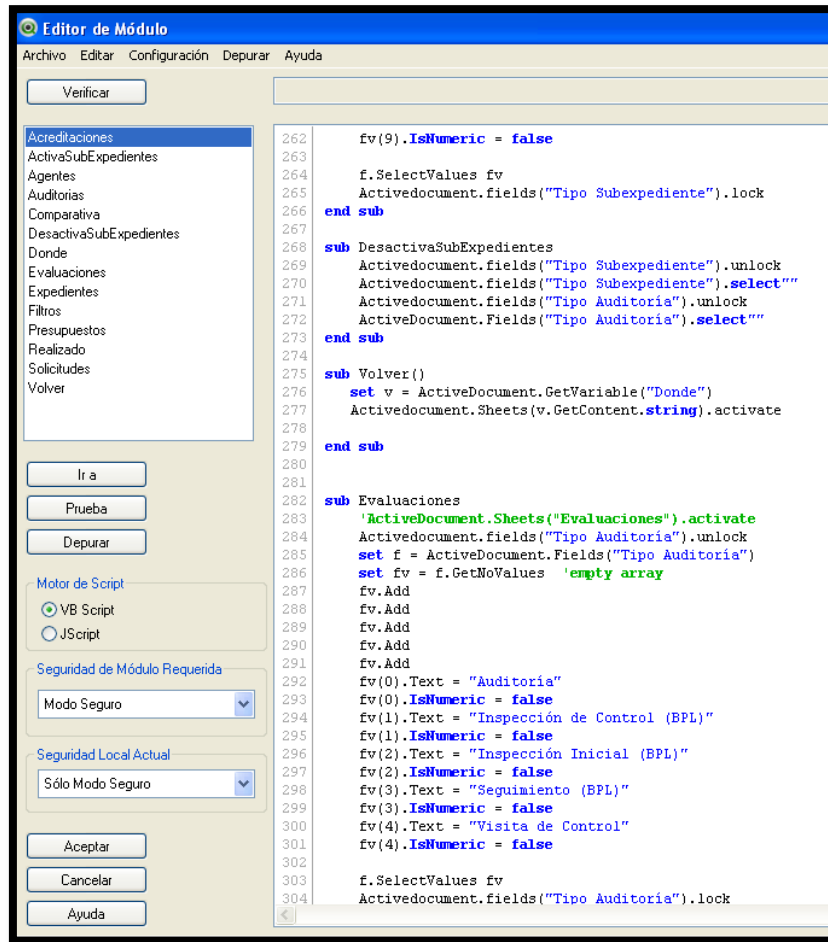 Editor de Módulo
Archivo Editar Configuración Depurar Ayuda
Verificar
Acreditaciones
ActivaSubExpedientes
Agentes
Auditorias
Comparativa
DesactivaSubExpedientes
Donde
Evaluaciones
Expedientes
Filtros
Presupuestos
Realizado
Solicitudes
Volver
Ir a
Prueba
Depurar
Motor de Script
VB Script
JScript
Seguridad de Módulo Requerida
Modo Seguro
Seguridad Local Actual
Sólo Modo Seguro
Aceptar
Cancelar
Ayuda
262 fv(9).IsNumeric = false
263
264 f.SelectValues fv
265 Activedocument.fields("Tipo Subexpediente").lock
266 end sub
267
268 sub DesactivaSubExpedientes
269 Activedocument.fields("Tipo Subexpediente").unlock
270 Activedocument.fields("Tipo Subexpediente").select""
271 Activedocument.fields("Tipo Auditoría").unlock
272 ActiveDocument.Fields("Tipo Auditoría").select""
273 end sub
274
275 sub Volver()
276 set v = ActiveDocument.GetVariable("Donde")
277 Activedocument.Sheets(v.GetContent.string).activate
278
279 end sub
280
281
282 sub Evaluaciones
283 'ActiveDocument.Sheets("Evaluaciones").activate
284 Activedocument.fields("Tipo Auditoría").unlock
285 set f = ActiveDocument.Fields("Tipo Auditoría")
286 set fv = f.GetNoValues 'empty array
287 fv.Add
288 fv.Add
289 fv.Add
290 fv.Add
291 fv.Add
292 fv(0).Text = "Auditoría"
293 fv(0).IsNumeric = false
294 fv(1).Text = "Inspección de Control (BPL)"
295 fv(1).IsNumeric = false
296 fv(2).Text = "Inspección Inicial (BPL)"
297 fv(2).IsNumeric = false
298 fv(3).Text = "Seguimiento (BPL)"
299 fv(3).IsNumeric = false
300 fv(4).Text = "Visita de Control"
301 fv(4).IsNumeric = false
302
303 f.SelectValues fv
304 Activedocument.fields("Tipo Auditoría").lock